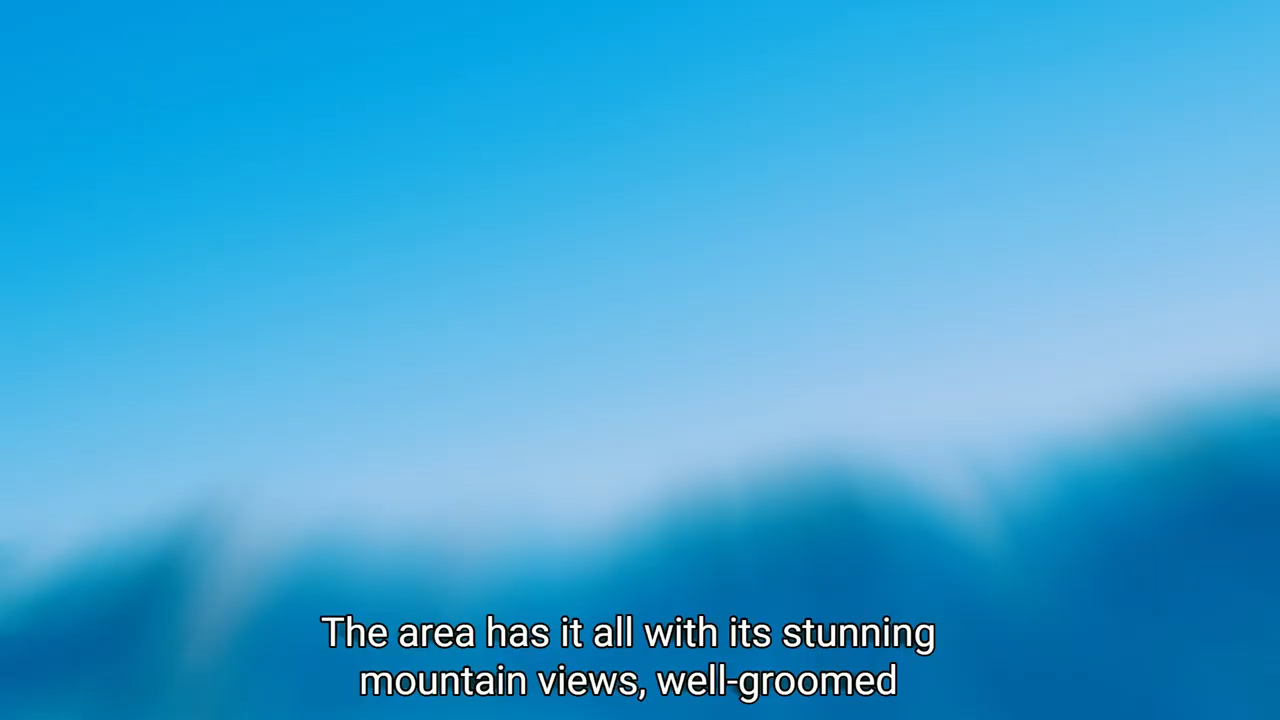 The area has it all with its stunning
mountain views, well-groomed